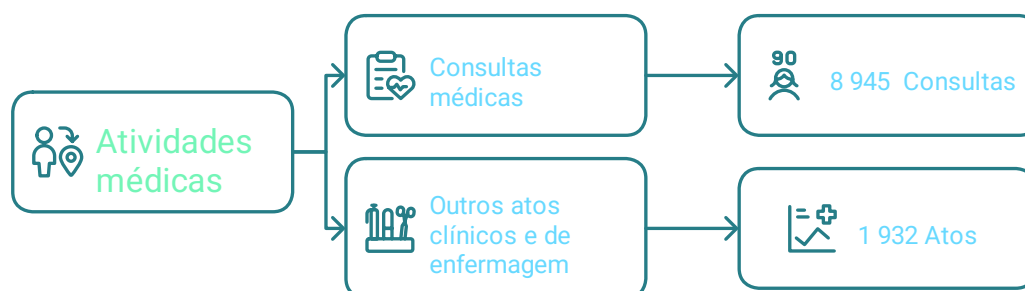 Atividades
médicas
Consultas
médicas
90
8 945 Consultas
Outros atos
clínicos e de
enfermagem
1 932 Atos